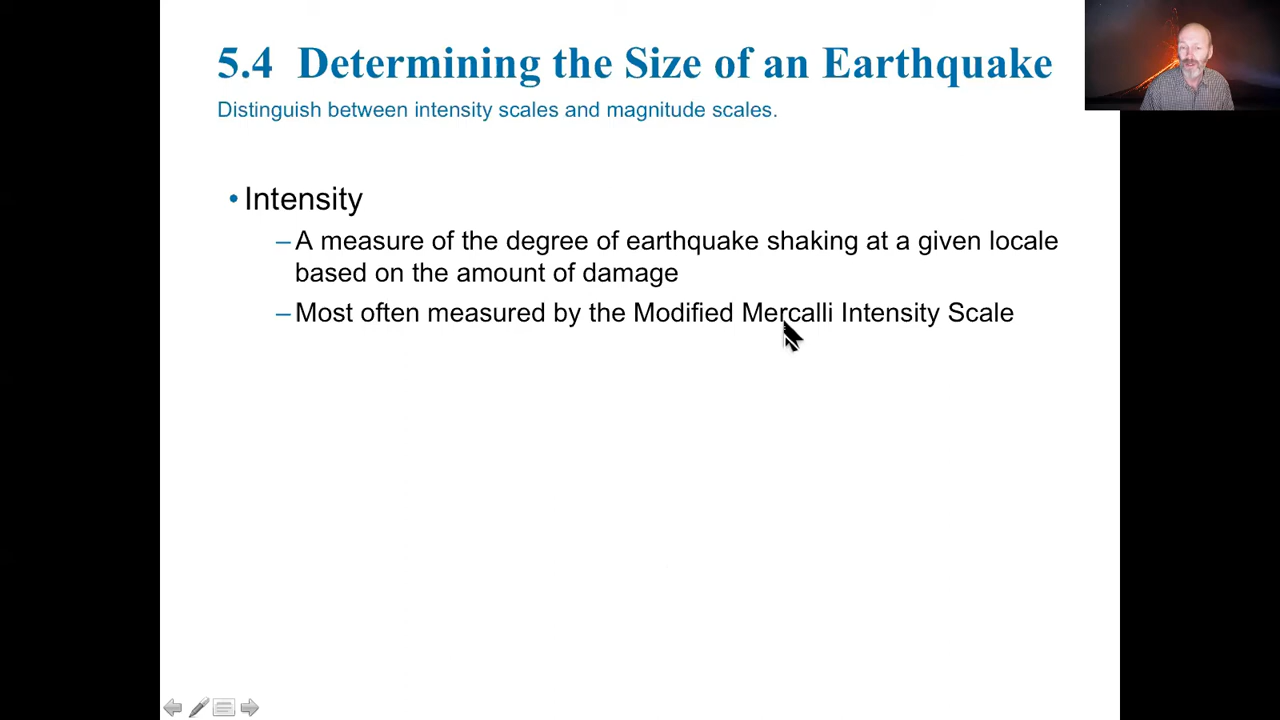 5.4 Determining the Size of an Earthquake
Distinguish between intensity scales and magnitude scales.
• Intensity
– A measure of the degree of earthquake shaking at a given locale
based on the amount of damage
– Most often measured by the Modified Mercalli Intensity Scale